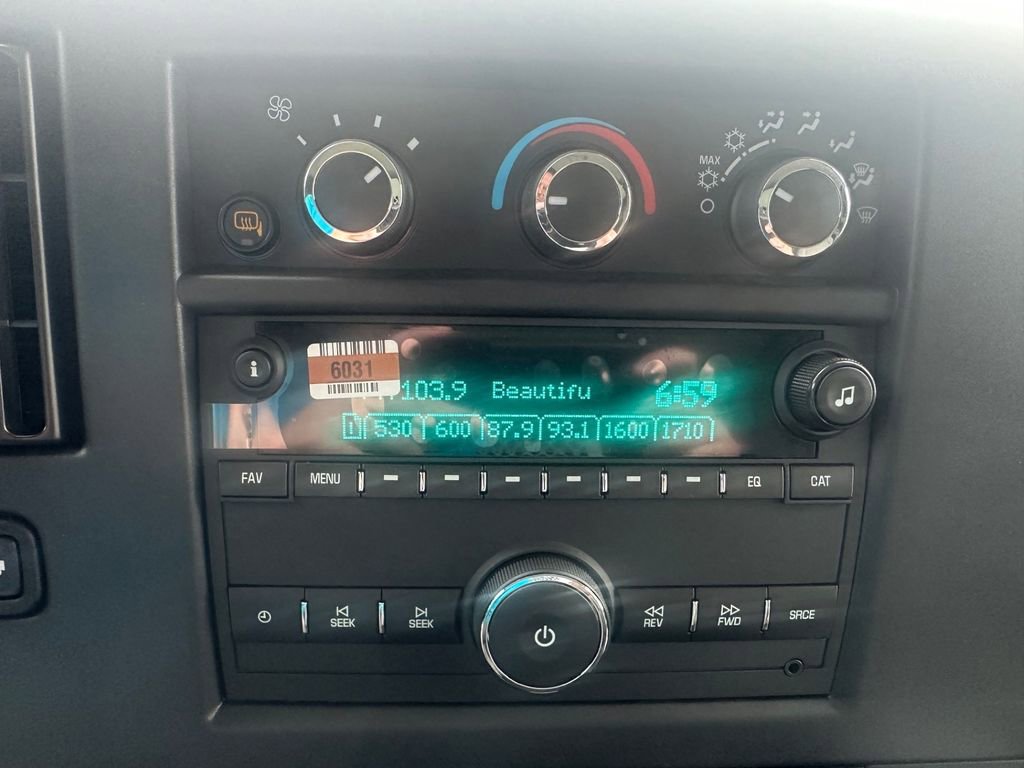 MAX
6031
103.9 Beautifu 6:59
1 530 600 87.9 93.1 1600 1710
FAV MENU EQ CAT
SEEK SEEK REV FWD SRCE